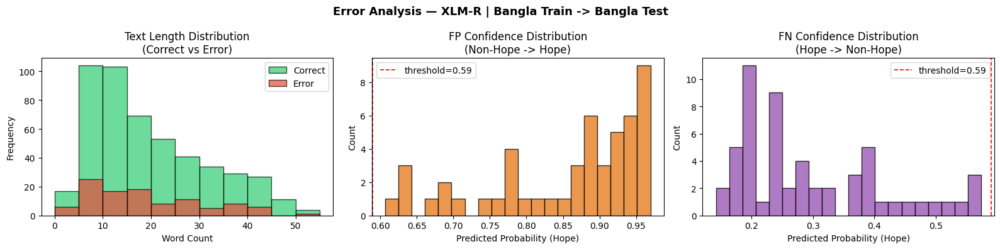 Error Analysis — XLM-R | Bangla Train -> Bangla Test
Text Length Distribution
(Correct vs Error)
Correct
Error
100
80
60
40
20
0
Frequency
0 10 20 30 40 50
Word Count
FP Confidence Distribution
(Non-Hope -> Hope)
threshold=0.59
8
6
4
2
0
Count
0.60 0.65 0.70 0.75 0.80 0.85 0.90 0.95
Predicted Probability (Hope)
FN Confidence Distribution
(Hope -> Non-Hope)
threshold=0.59
10
8
6
4
2
0
Count
0.2 0.3 0.4 0.5
Predicted Probability (Hope)